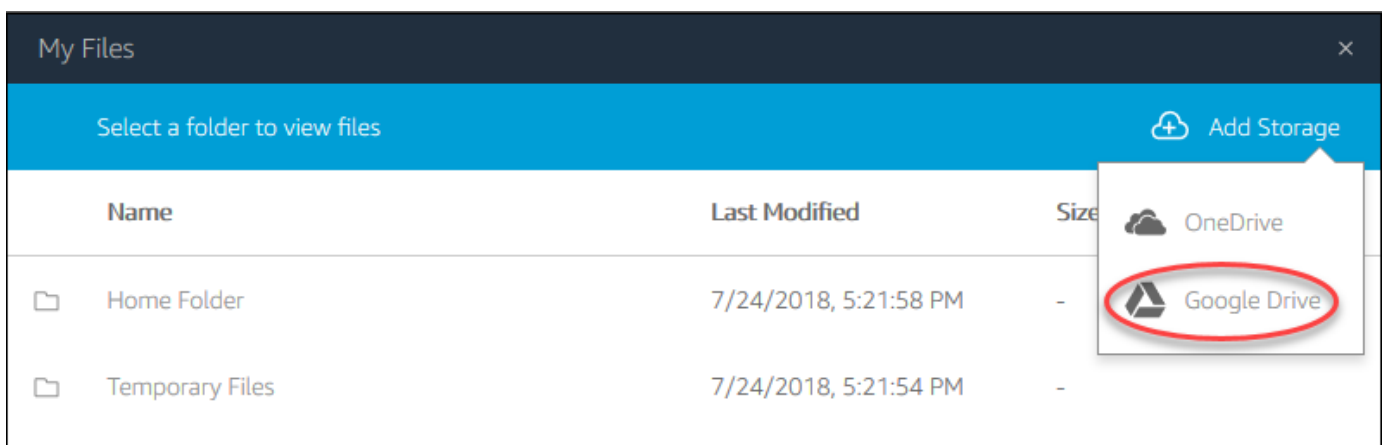 My Files
Select a folder to view files
Add Storage
Name
Last Modified
Size
OneDrive
Google Drive
Home Folder
7/24/2018, 5:21:58 PM
-
Temporary Files
7/24/2018, 5:21:54 PM
-